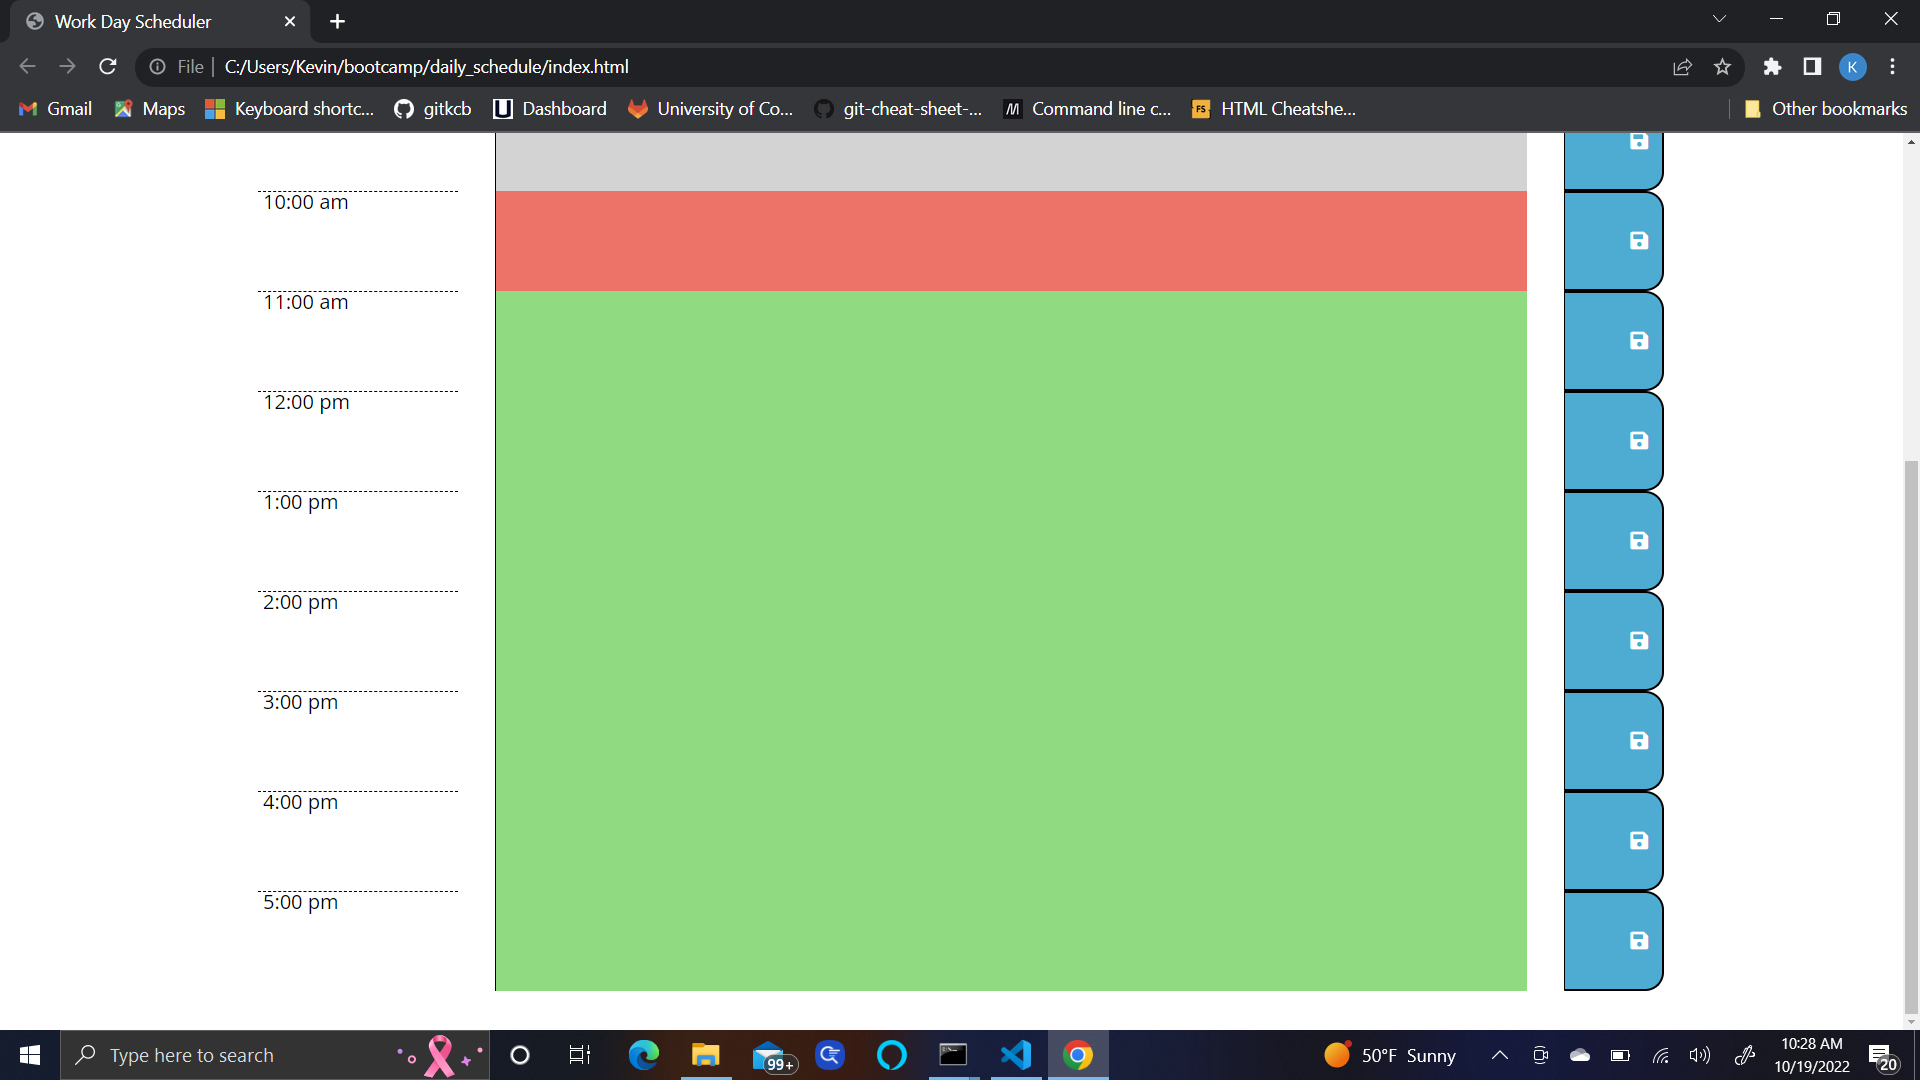 Work Day Scheduler
File | C:/Users/Kevin/bootcamp/daily_schedule/index.html
K
Gmail Maps Keyboard shortc... gitkcb Dashboard University of Co... git-cheat-sheet-... Command line c... FS HTML Cheatshe... Other bookmarks
10:00 am
11:00 am
12:00 pm
1:00 pm
2:00 pm
3:00 pm
4:00 pm
5:00 pm
Type here to search
99+
50°F Sunny
10:28 AM
10/19/2022
20